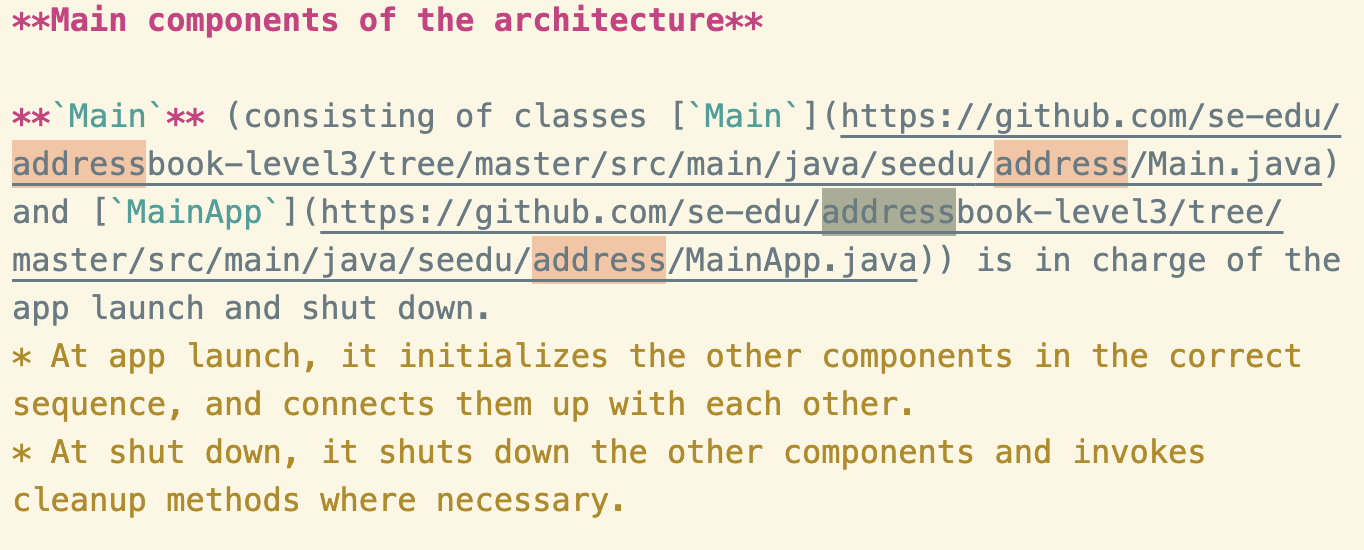 **Main components of the architecture**
**`Main`** (consisting of classes [`Main`](https://github.com/se-edu/
addressbook-level3/tree/master/src/main/java/seedu/address/Main.java)
and [`MainApp`](https://github.com/se-edu/addressbook-level3/tree/
master/src/main/java/seedu/address/MainApp.java)) is in charge of the
app launch and shut down.
* At app launch, it initializes the other components in the correct
sequence, and connects them up with each other.
* At shut down, it shuts down the other components and invokes
cleanup methods where necessary.